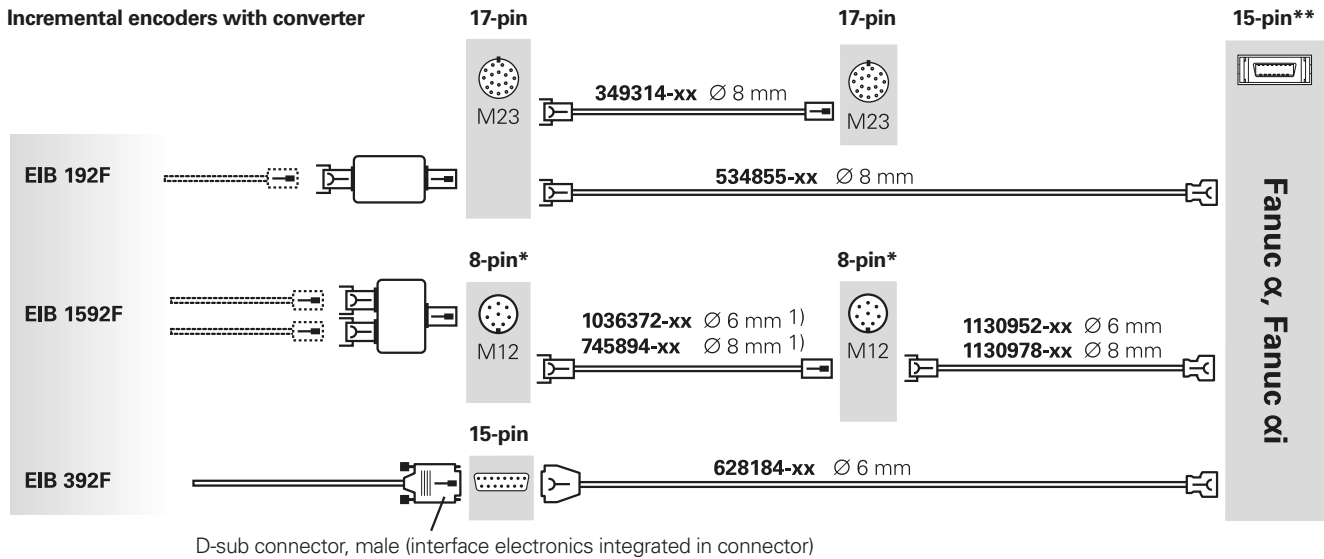 Incremental encoders with converter
17-pin
17-pin
15-pin**
349314-xx Ø 8 mm
M23
M23
EIB 192F
534855-xx Ø 8 mm
Fanuc α, Fanuc αi
8-pin*
8-pin*
EIB 1592F
1036372-xx Ø 6 mm 1)
745894-xx Ø 8 mm 1)
M12
M12
1130952-xx Ø 6 mm
1130978-xx Ø 8 mm
15-pin
EIB 392F
628184-xx Ø 6 mm
D-sub connector, male (interface electronics integrated in connector)